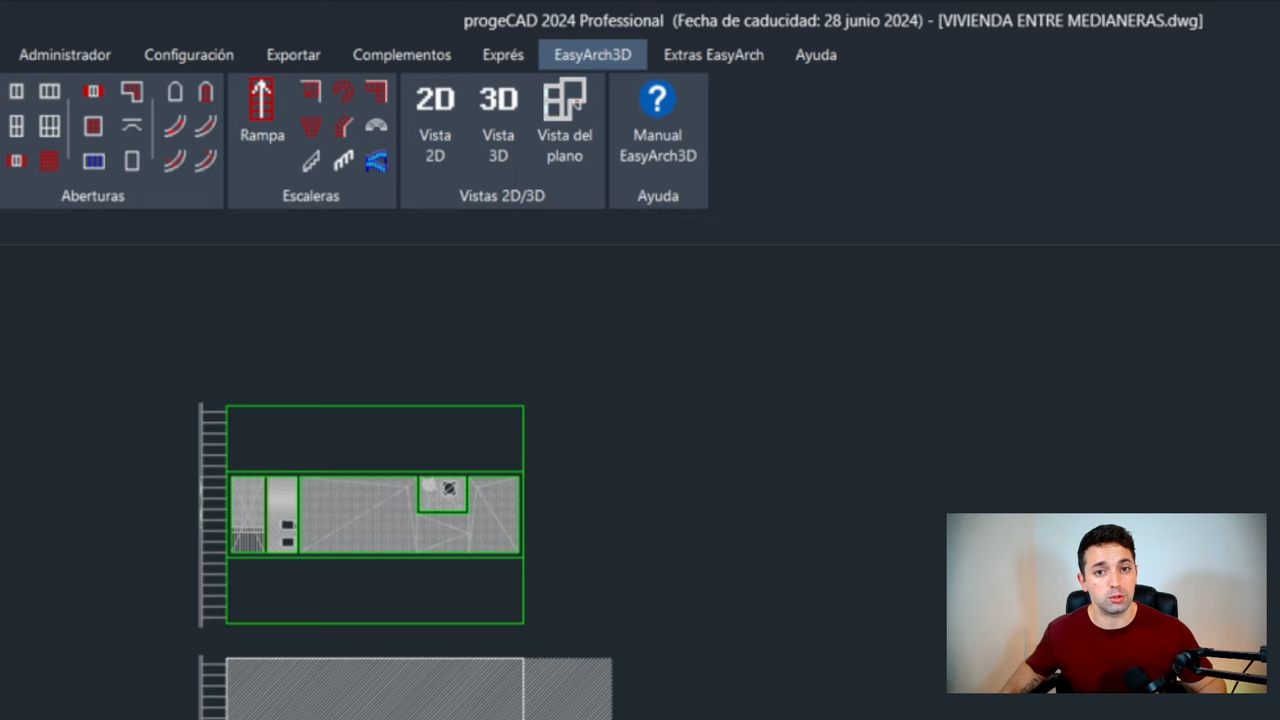 progeCAD 2024 Professional (Fecha de caducidad: 28 junio 2024) - [VIVIENDA ENTRE MEDIANERAS.dwg]
Administrador Configuración Exportar Complementos Exprés EasyArch3D Extras EasyArch Ayuda
2D 3D ?
Rampa Vista 2D Vista 3D Vista del plano Manual EasyArch3D
Aberturas Escaleras Vistas 2D/3D Ayuda